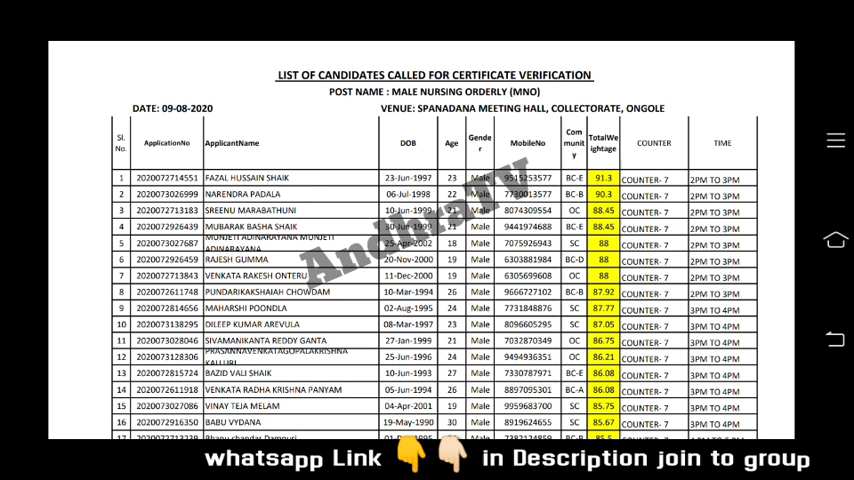 LIST OF CANDIDATES CALLED FOR CERTIFICATE VERIFICATION
POST NAME : MALE NURSING ORDERLY (MNO)
DATE: 09-08-2020 VENUE: SPANADANA MEETING HALL, COLLECTORATE, ONGOLE
Sl. No. ApplicationNo ApplicantName DOB Age Gender MobileNo Community TotalWeightage COUNTER TIME
1 2020072714551 FAZAL HUSSAIN SHAIK 23-Jun-1997 23 Male 9515253577 BC-E 91.3 COUNTER- 7 2PM TO 3PM
2 2020073026999 NARENDRA PADALA 06-Jul-1998 22 Male 7730013577 BC-B 90.3 COUNTER- 7 2PM TO 3PM
3 2020072713183 SREENU MARABATHUNI 10-Jun-1999 21 Male 8074309554 OC 88.45 COUNTER- 7 2PM TO 3PM
4 2020072926459 MUBARAK BASHA SHAIK 30-Jun-1999 21 Male 9441974688 BC-E 88.45 COUNTER- 7 2PM TO 3PM
5 2020073027687 MUNJETI ADINARAYANA MUNJETI ADINARAYANA 25-Apr-2002 18 Male 7075926943 SC 88 COUNTER- 7 2PM TO 3PM
6 2020072926459 RAJESH GUMMA 20-Nov-2000 19 Male 6303881984 BC-D 88 COUNTER- 7 2PM TO 3PM
7 2020072713843 VENKATA RAKESH ONTERU 11-Dec-2000 19 Male 6305699608 OC 88 COUNTER- 7 2PM TO 3PM
8 2020072611748 PUNDARIKAKSHAIAH CHOWDAM 10-Mar-1994 26 Male 9666727102 BC-B 87.92 COUNTER- 7 2PM TO 3PM
9 2020072814656 MAHARSHI POONDLA 02-Aug-1995 24 Male 7731848876 SC 87.77 COUNTER- 7 3PM TO 4PM
10 2020073138295 DILEEP KUMAR AREVULA 08-Mar-1997 23 Male 8096605295 SC 87.05 COUNTER- 7 3PM TO 4PM
11 2020073028046 SIVAMANIKANTA REDDY GANTA 27-Jan-1999 21 Male 7032870349 OC 86.75 COUNTER- 7 3PM TO 4PM
12 2020073128306 PRASANNAVENKATAGOPALAKRISHNA KALLURI 25-Jun-1996 24 Male 9494936351 OC 86.21 COUNTER- 7 3PM TO 4PM
13 2020072815724 BAZID VALI SHAIK 10-Jun-1993 27 Male 7330787971 BC-E 86.08 COUNTER- 7 3PM TO 4PM
14 2020072611918 VENKATA RADHA KRISHNA PANYAM 05-Jun-1994 26 Male 8897095301 BC-A 86.08 COUNTER- 7 3PM TO 4PM
15 2020073027086 VINAY TEJA MELAM 04-Apr-2001 19 Male 9959683700 SC 85.75 COUNTER- 7 3PM TO 4PM
16 2020072916350 BABU VYDANA 19-May-1990 30 Male 8919624655 SC 85.67 COUNTER- 7 3PM TO 4PM
17 Bhanu chandar Male 85.5
AndhraTV
whatsapp Link 👇 👇🏻 in Description join to group